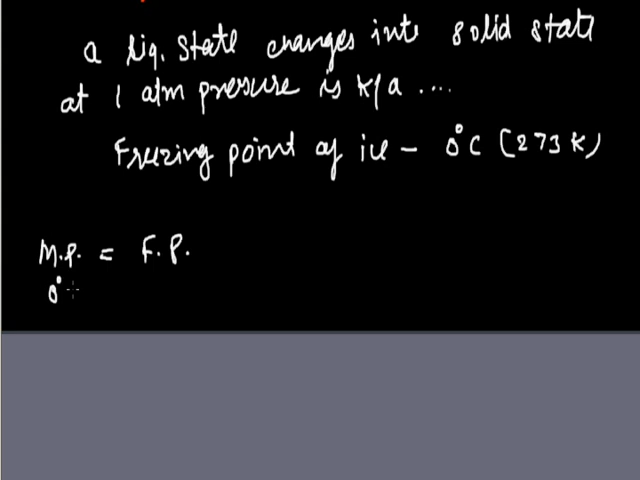 a liq. state changes into solid state
at 1 atm pressure is k/a ....
Freezing point of ice - 0°C (273 K)
M.P. = F.P.
0°